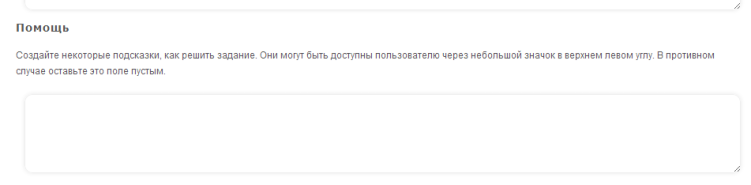 Помощь
Создайте некоторые подсказки, как решить задание. Они могут быть доступны пользователю через небольшой значок в верхнем левом углу. В противном
случае оставьте это поле пустым.